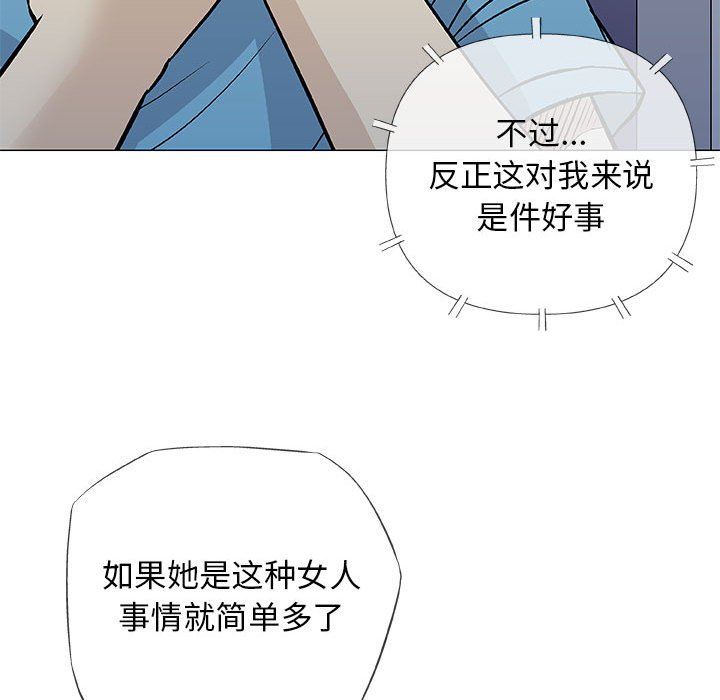 不过...
反正这对我来说
是件好事
如果她是这种女人
事情就简单多了